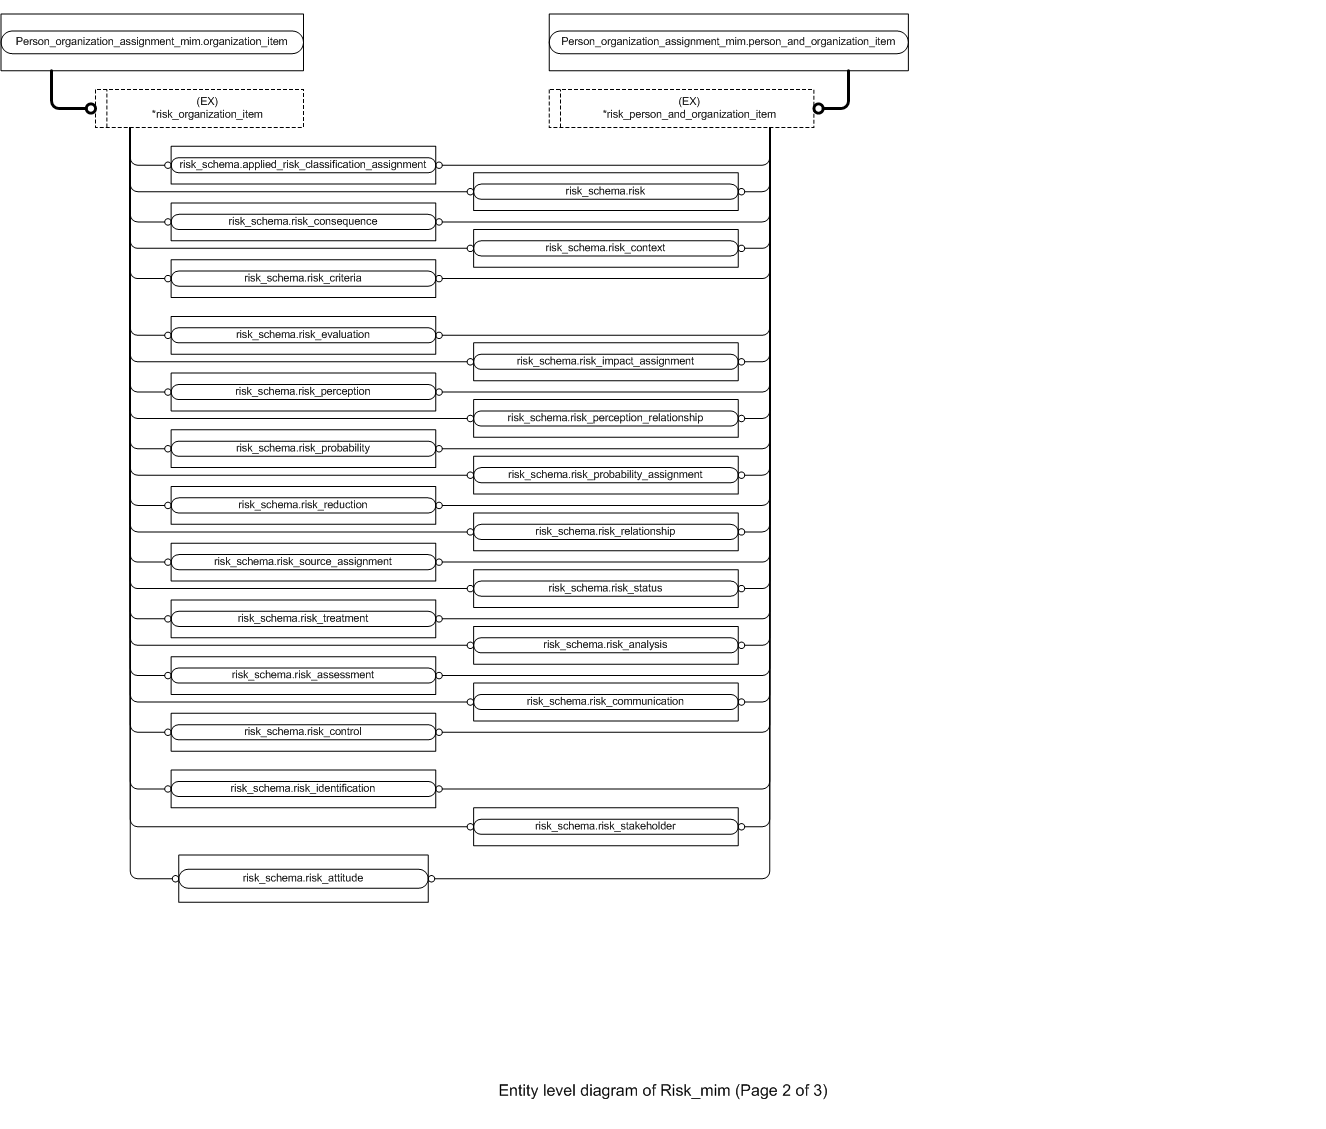 Person_organization_assignment_mim.organization_item
Person_organization_assignment_mim.person_and_organization_item
(EX)
*risk_organization_item
(EX)
*risk_person_and_organization_item
risk_schema.applied_risk_classification_assignment
risk_schema.risk
risk_schema.risk_consequence
risk_schema.risk_context
risk_schema.risk_criteria
risk_schema.risk_evaluation
risk_schema.risk_impact_assignment
risk_schema.risk_perception
risk_schema.risk_perception_relationship
risk_schema.risk_probability
risk_schema.risk_probability_assignment
risk_schema.risk_reduction
risk_schema.risk_relationship
risk_schema.risk_source_assignment
risk_schema.risk_status
risk_schema.risk_treatment
risk_schema.risk_analysis
risk_schema.risk_assessment
risk_schema.risk_communication
risk_schema.risk_control
risk_schema.risk_identification
risk_schema.risk_stakeholder
risk_schema.risk_attitude
Entity level diagram of Risk_mim (Page 2 of 3)